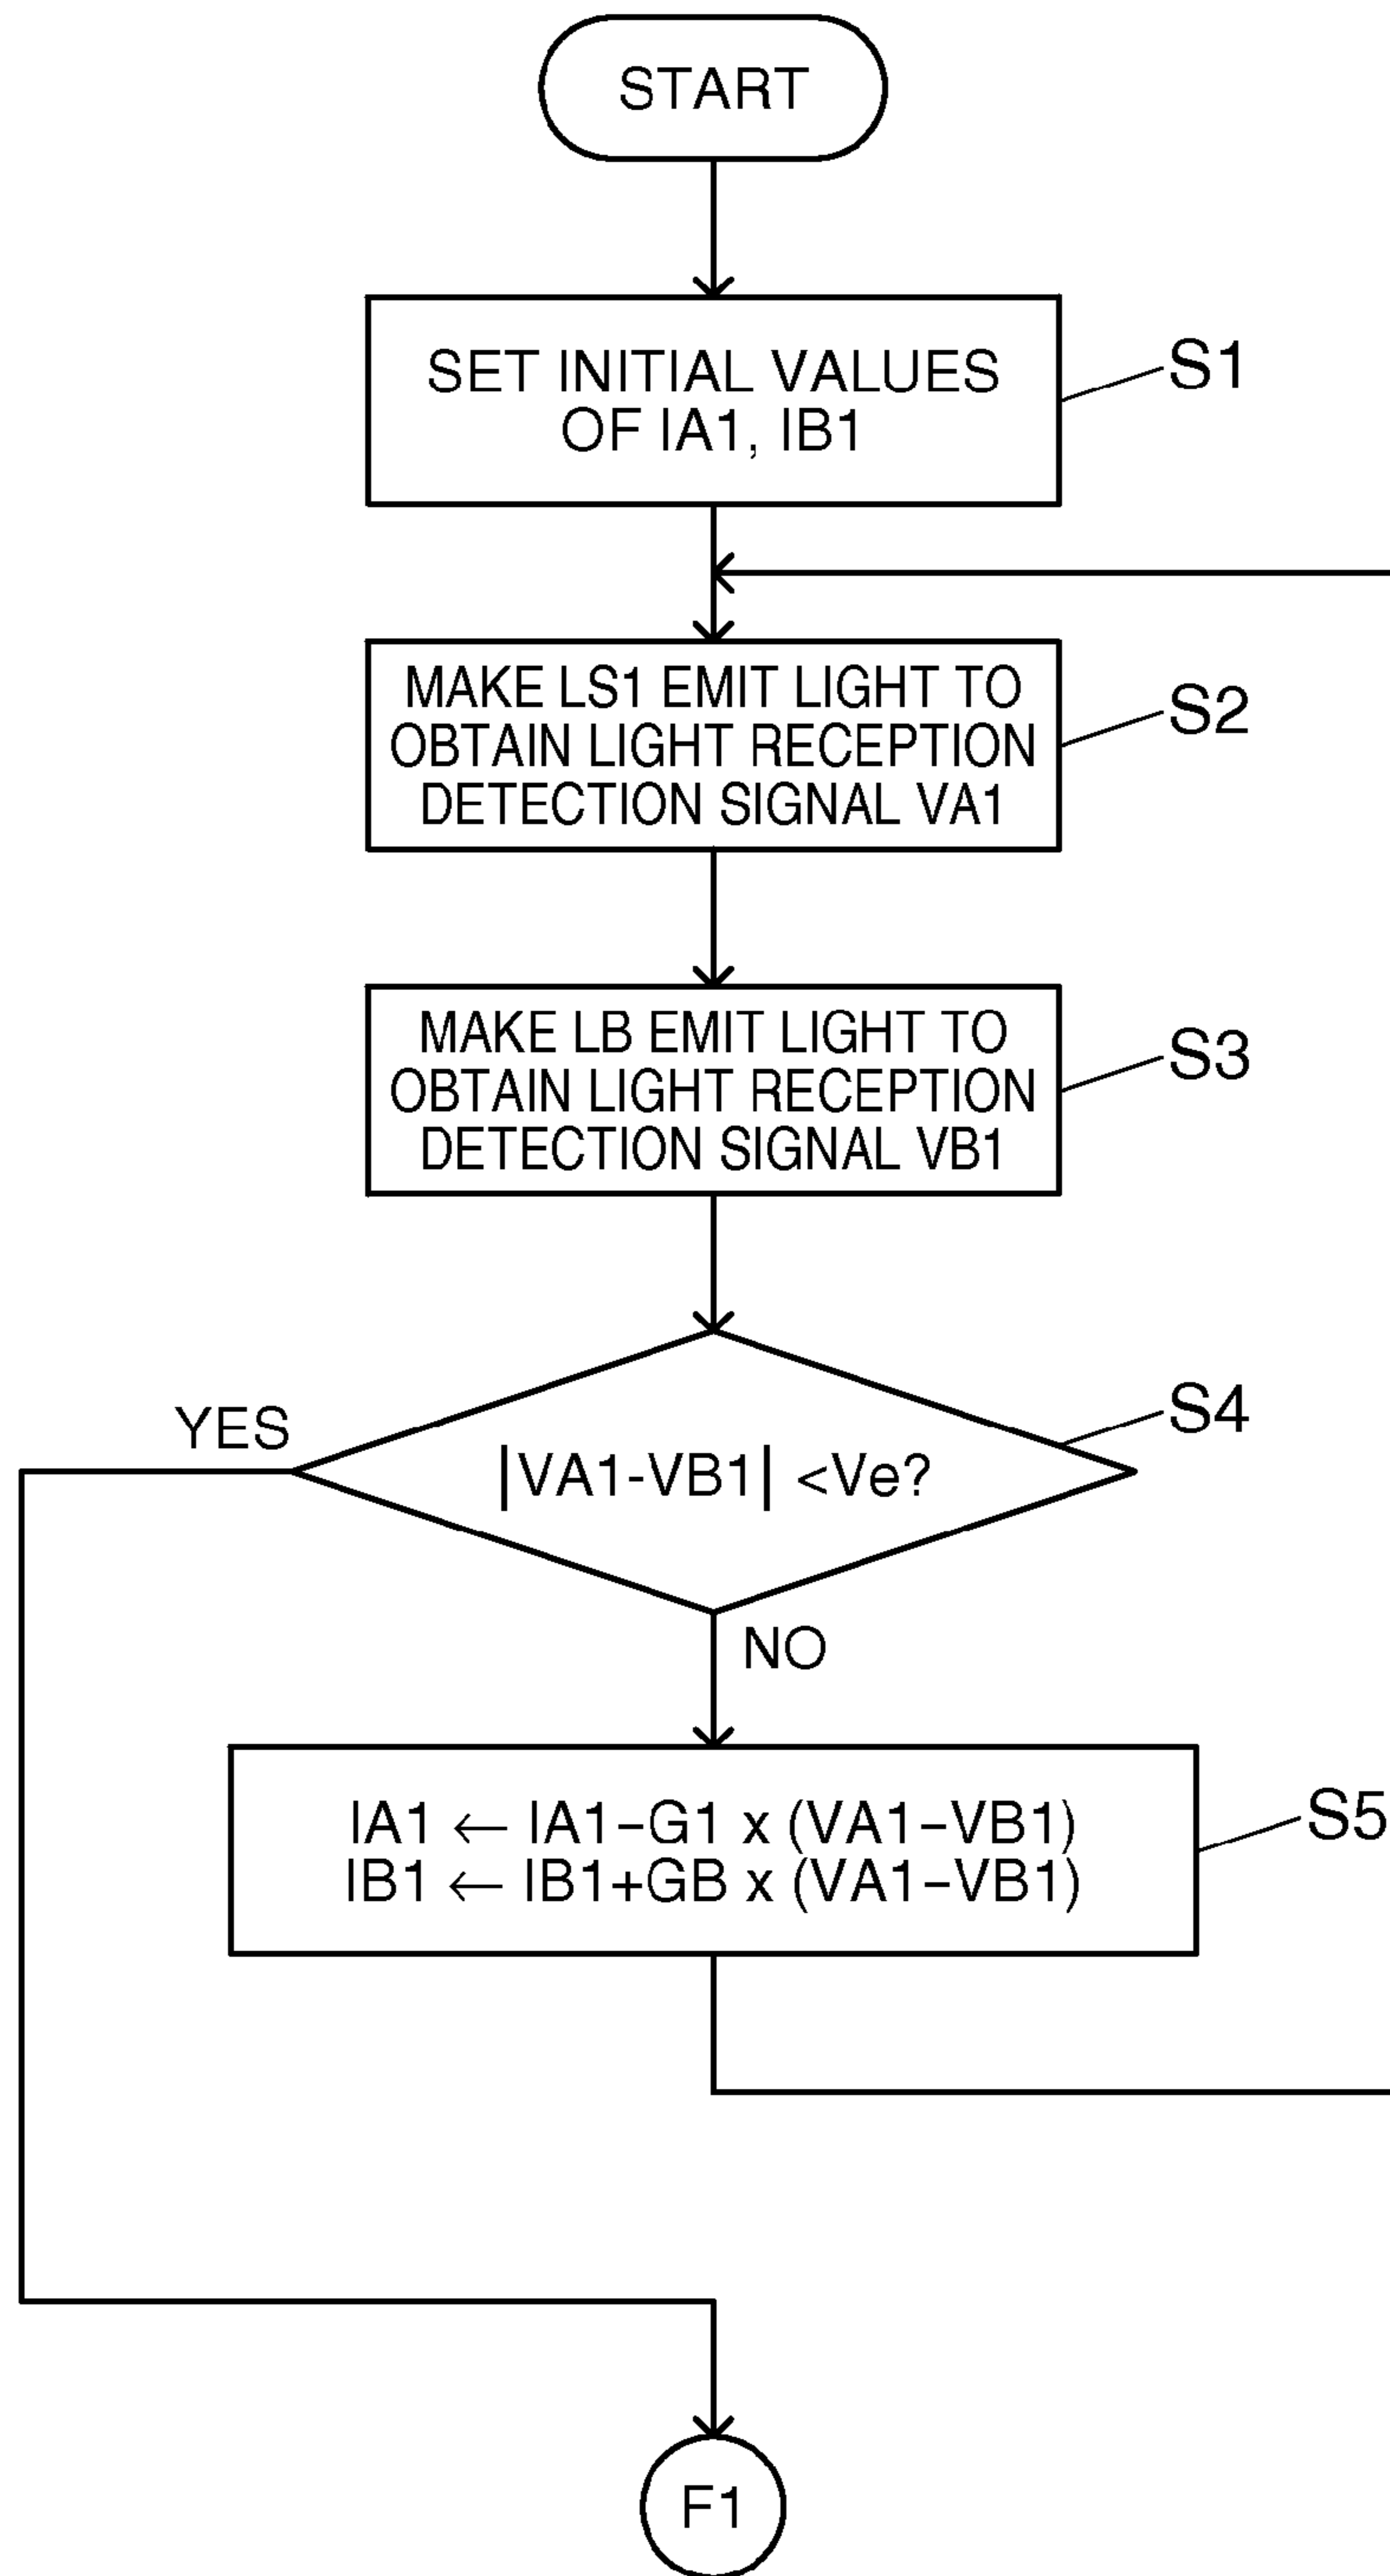 START
SET INITIAL VALUES
OF IA1, IB1
S1
MAKE LS1 EMIT LIGHT TO
OBTAIN LIGHT RECEPTION
DETECTION SIGNAL VA1
S2
MAKE LB EMIT LIGHT TO
OBTAIN LIGHT RECEPTION
DETECTION SIGNAL VB1
S3
YES
|VA1-VB1| <Ve?
S4
NO
IA1 ← IA1−G1 x (VA1−VB1)
IB1 ← IB1+GB x (VA1−VB1)
S5
F1